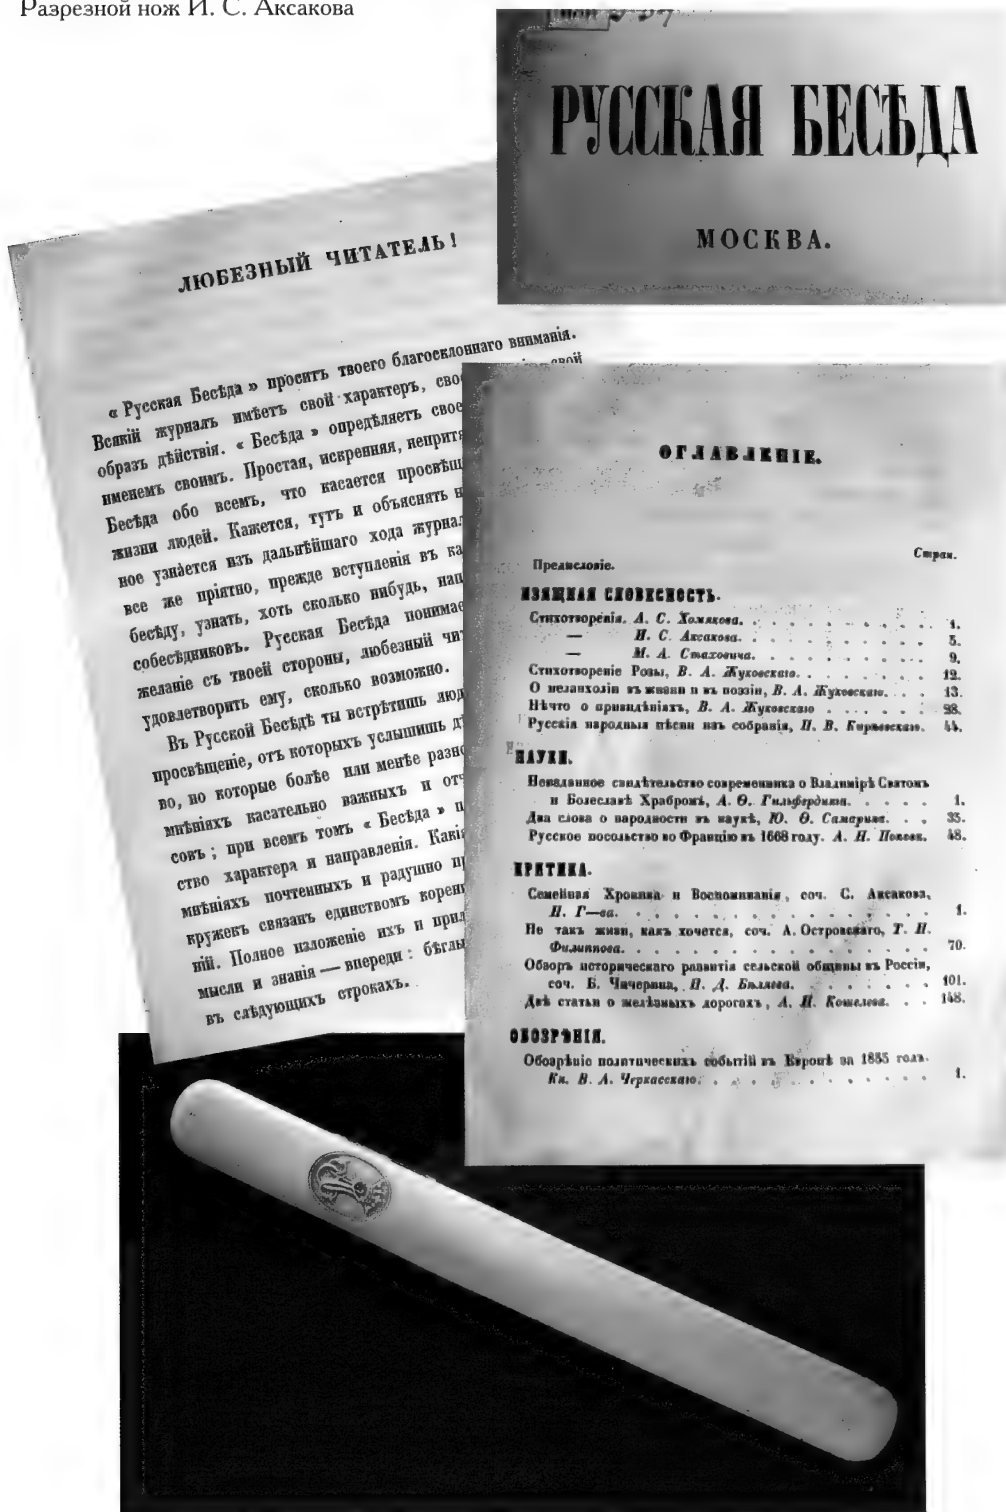 Разрезной нож И. С. Аксакова
РУССКАЯ БЕСѢДА
МОСКВА.
ЛЮБЕЗНЫЙ ЧИТАТЕЛЬ!
« Русская Бесѣда » проситъ твоего благосклоннаго вниманія.
Всякій журналъ имѣетъ свой характеръ, свой
образъ дѣйствія. « Бесѣда » опредѣляетъ свое
именемъ своимъ. Простая, искренняя, неприт
Бесѣда обо всемъ, что касается просвѣщ
жизни людей. Кажется, тутъ и объяснять н
ное узнàется изъ дальнѣйшаго хода журнал
все же пріятно, прежде вступленія въ ка
бесѣду, узнать, хоть сколько нибудь, нац
собесѣдниковъ. Русская Бесѣда понимае
желаніе съ твоей стороны, любезный чит
удовлетворить ему, сколько возможно.
Въ Русской Бесѣдѣ ты встрѣтишь люд
просвѣщеніе, отъ которыхъ услышишь д
во, но которые болѣе или менѣе разно
мнѣніяхъ касательно важныхъ и отч
совъ; при всемъ томъ « Бесѣда » п
ство характера и направленія. Какі
мнѣніяхъ почтенныхъ и радушно п
кружекъ связанъ единствомъ коренн
ній. Полное изложеніе ихъ и прил
мысли и знанія — впереди: бѣглы
въ слѣдующихъ строкахъ.
ОГЛАВЛЕНІЕ.
Стран.
Предисловіе.
ИЗЯЩНАЯ СЛОВЕСНОСТЬ.
Стихотворенія. А. С. Хомякова. 1.
— И. С. Аксакова. 5.
— М. А. Стаховича. 9.
Стихотвореніе Розы, В. А. Жуковскаго. 12.
О меланхоліи въ жизни и въ поэзіи, В. А. Жуковскаго. 13.
Нѣчто о привидѣніяхъ, В. А. Жуковскаго 28.
Русскія народныя пѣсни изъ собранія, П. В. Кирѣевскаго. 44.
НАУКИ.
Невзданное свидѣтельство современника о Владимірѣ Святомъ
и Болеславѣ Храбромъ, А. Ѳ. Гильфердинга. 1.
Два слова о народности въ наукѣ, Ю. Ѳ. Самарина. 35.
Русское посольство во Францію въ 1668 году. А. Н. Попова. 48.
КРИТИКА.
Семейная Хроника и Воспоминанія, соч. С. Аксакова,
Н. Г—ва. 1.
Не такъ живи, какъ хочется, соч. А. Островскаго, Т. И.
Филиппова. 70.
Обзоръ историческаго развитія сельской общины въ Россіи,
соч. Б. Чичерина, И. Д. Бѣляева. 101.
Двѣ статьи о желѣзныхъ дорогахъ, А. И. Кошелева. 148.
ОБОЗРѢНІЯ.
Обозрѣніе политическихъ событій въ Европѣ за 1855 годъ.
Кн. В. А. Черкасскаго. 1.